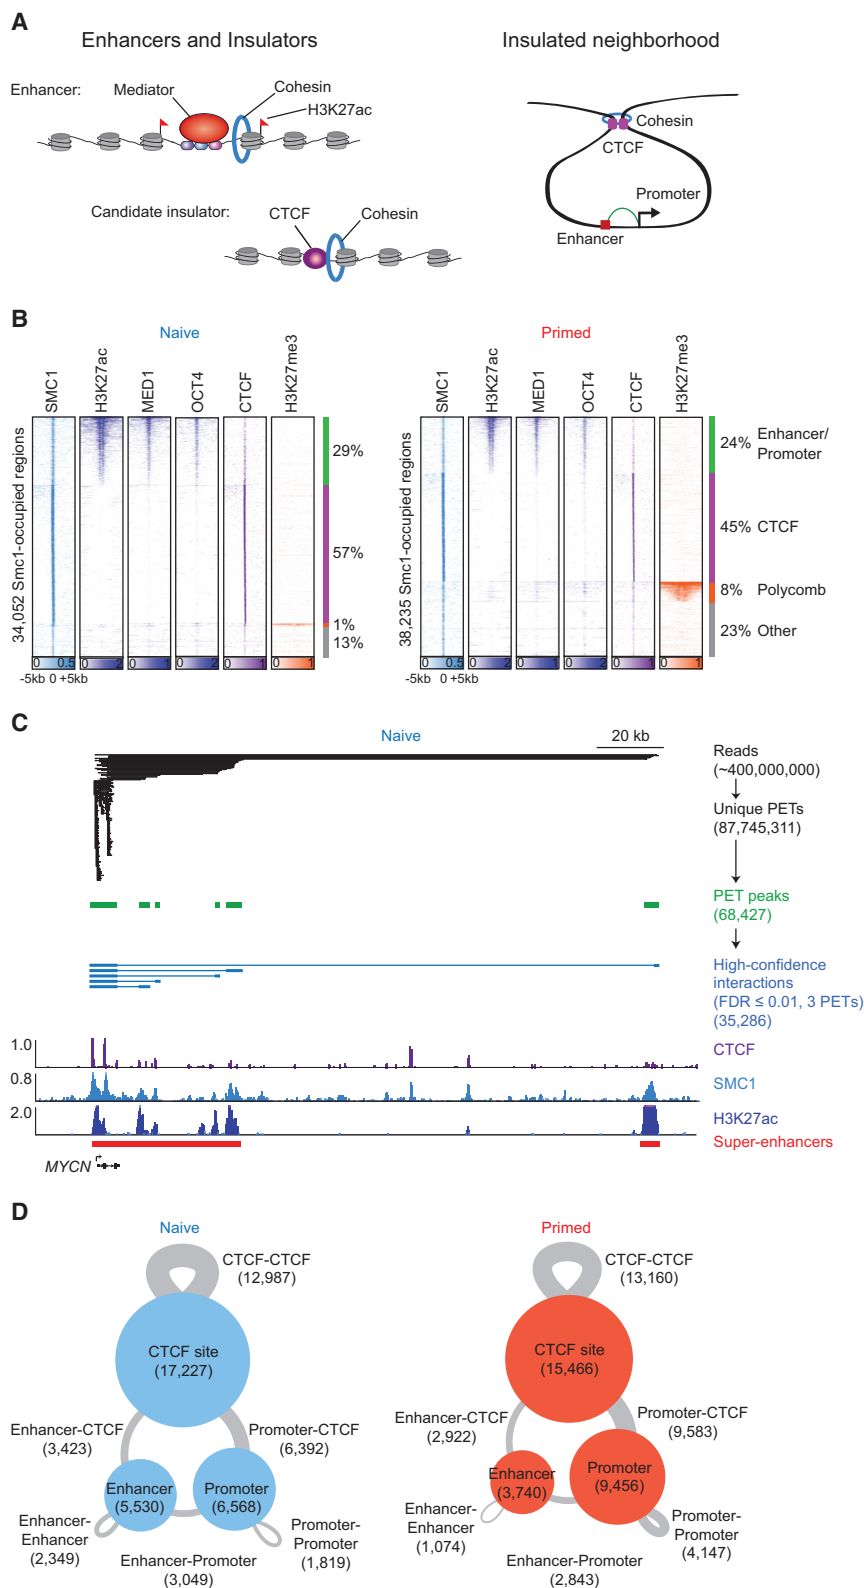 A
Enhancers and Insulators
Insulated neighborhood
Enhancer:
Mediator
Cohesin
H3K27ac
Candidate insulator:
CTCF
Cohesin
Cohesin
CTCF
Promoter
Enhancer
B
Naive
Primed
SMC1
H3K27ac
MED1
OCT4
CTCF
H3K27me3
SMC1
H3K27ac
MED1
OCT4
CTCF
H3K27me3
34,052 Smc1-occupied regions
29%
57%
1%
13%
0 0.5
0 2
0 1
0 1
0 1
0 1
-5kb 0 +5kb
38,235 Smc1-occupied regions
24% Enhancer/
Promoter
45% CTCF
8% Polycomb
23% Other
0 0.5
0 2
0 1
0 1
0 1
0 1
-5kb 0 +5kb
C
Naive
20 kb
Reads
(~400,000,000)
Unique PETs
(87,745,311)
PET peaks
(68,427)
High-confidence
interactions
(FDR ≤ 0.01, 3 PETs)
(35,286)
1.0
CTCF
0.8
SMC1
2.0
H3K27ac
Super-enhancers
MYCN
D
Naive
CTCF-CTCF
(12,987)
CTCF site
(17,227)
Enhancer-CTCF
(3,423)
Promoter-CTCF
(6,392)
Enhancer
(5,530)
Promoter
(6,568)
Enhancer-
Enhancer
(2,349)
Promoter-
Promoter
(1,819)
Enhancer-Promoter
(3,049)
Primed
CTCF-CTCF
(13,160)
CTCF site
(15,466)
Enhancer-CTCF
(2,922)
Promoter-CTCF
(9,583)
Enhancer
(3,740)
Promoter
(9,456)
Enhancer-
Enhancer
(1,074)
Promoter-
Promoter
(4,147)
Enhancer-Promoter
(2,843)